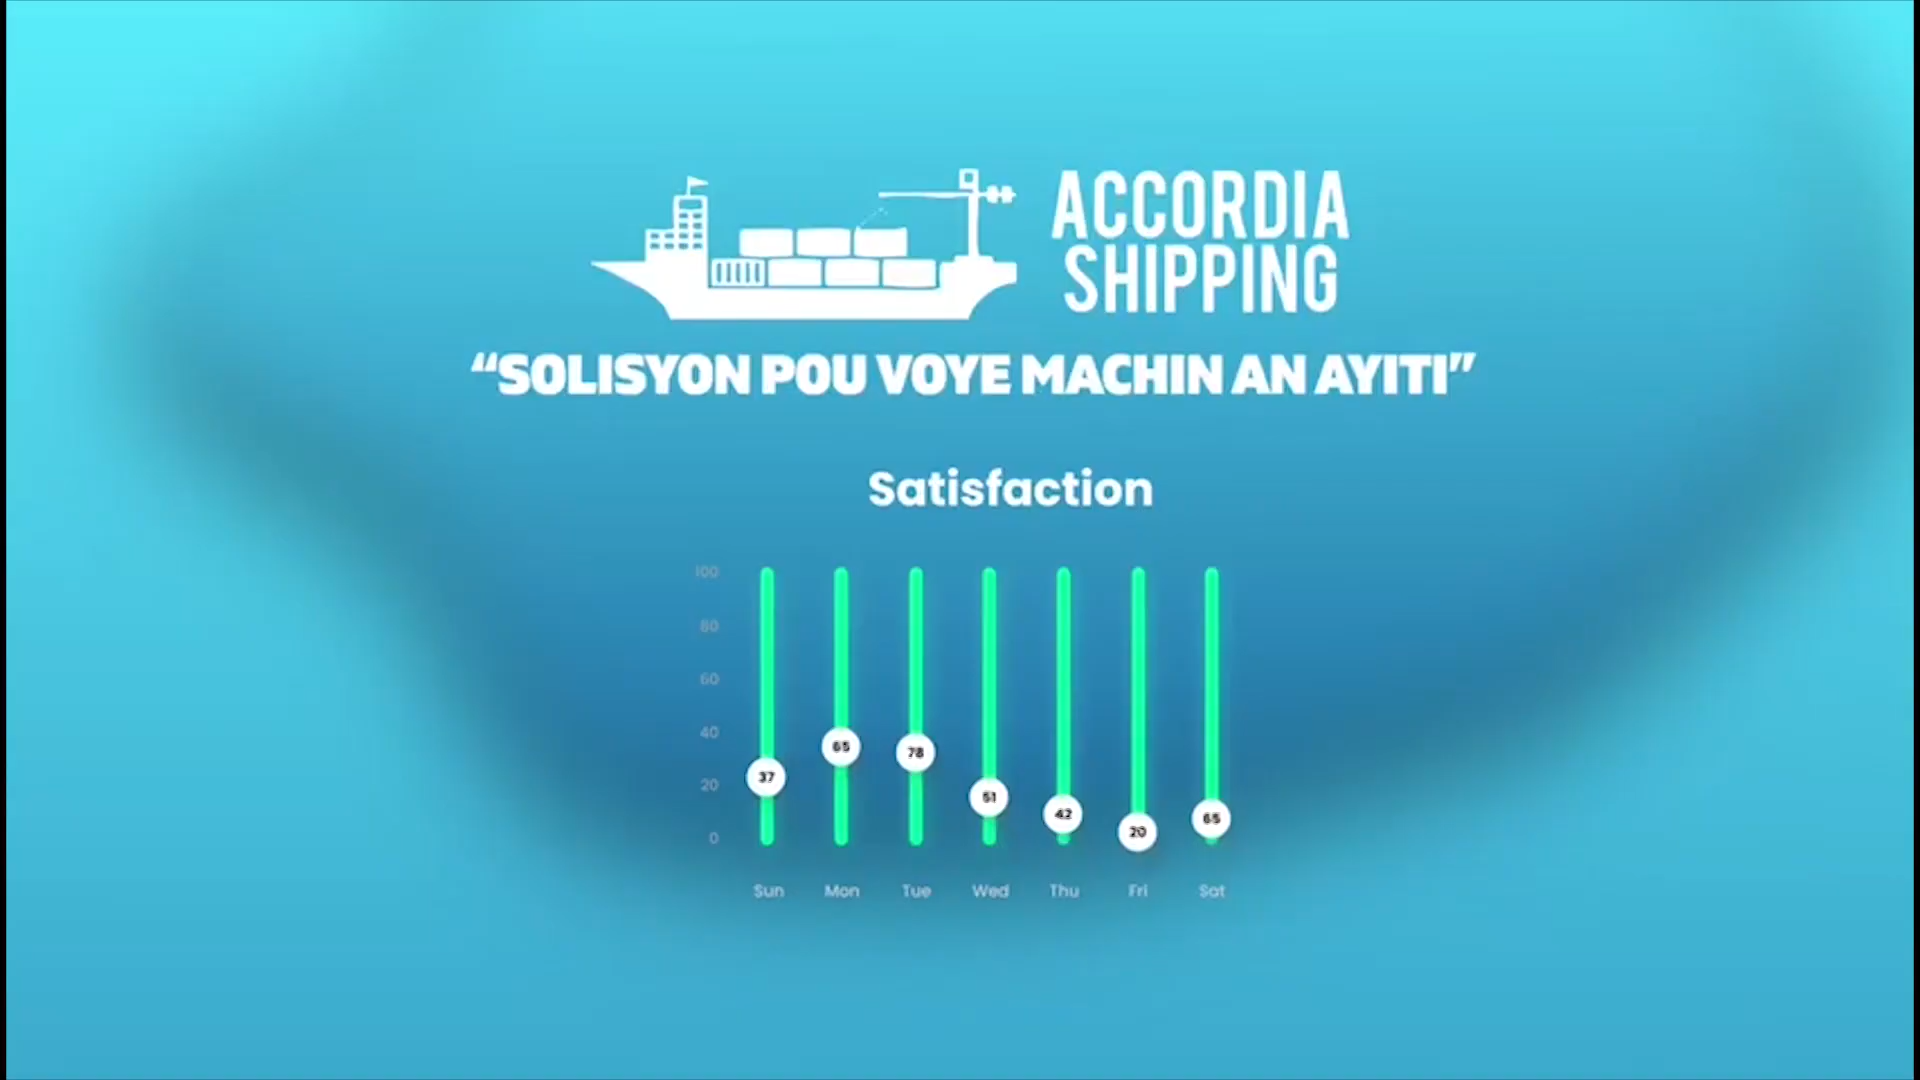 ACCORDIA
SHIPPING
“SOLISYON POU VOYE MACHIN AN AYITI”
Satisfaction
100
80
60
40
20
0
37
65
78
51
42
20
65
Sun Mon Tue Wed Thu Fri Sat